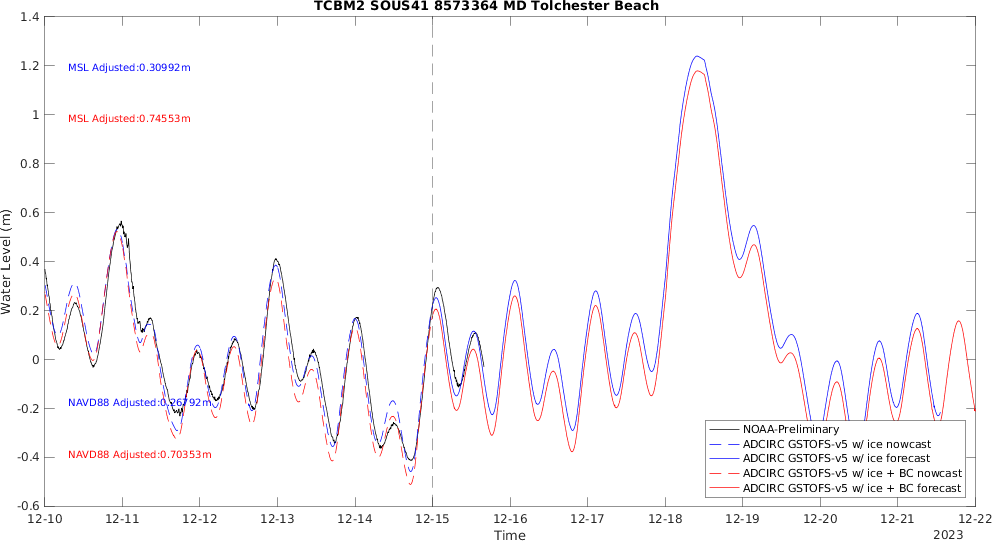 TCBM2 SOUS41 8573364 MD Tolchester Beach
1.4
1.2
1
0.8
0.6
0.4
0.2
0
-0.2
-0.4
-0.6
Water Level (m)
MSL Adjusted:0.30992m
MSL Adjusted:0.74553m
NAVD88 Adjusted:0.26792m
NAVD88 Adjusted:0.70353m
NOAA-Preliminary
ADCIRC GSTOFS-v5 w/ ice nowcast
ADCIRC GSTOFS-v5 w/ ice forecast
ADCIRC GSTOFS-v5 w/ ice + BC nowcast
ADCIRC GSTOFS-v5 w/ ice + BC forecast
12-10 12-11 12-12 12-13 12-14 12-15 12-16 12-17 12-18 12-19 12-20 12-21 12-22
Time
2023